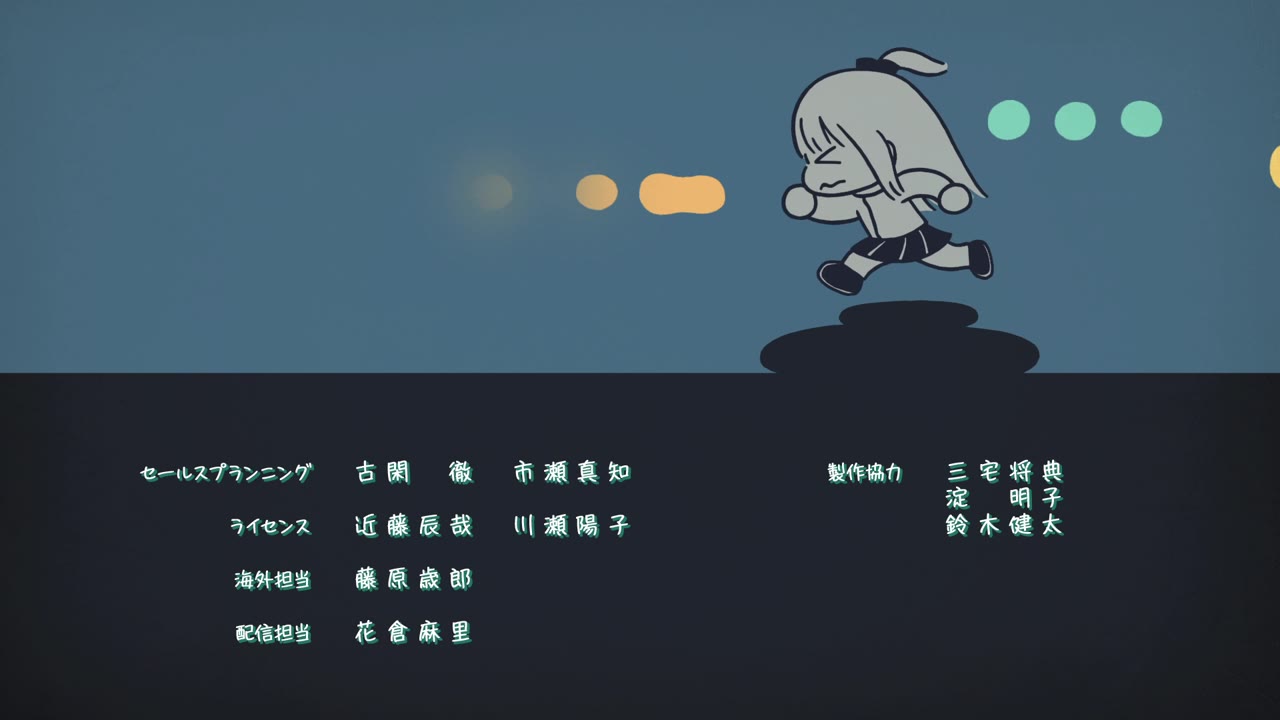 セールスプランニング 古閑 徹 市瀬真知
ライセンス 近藤辰哉 川瀬陽子
海外担当 藤原歳郎
配信担当 花倉麻里
製作協力 三宅将典
淀 明子
鈴木健太